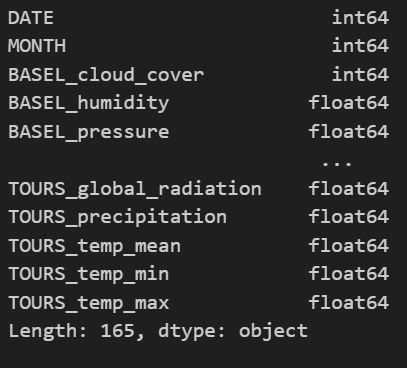 DATE int64
MONTH int64
BASEL_cloud_cover int64
BASEL_humidity float64
BASEL_pressure float64
...
TOURS_global_radiation float64
TOURS_precipitation float64
TOURS_temp_mean float64
TOURS_temp_min float64
TOURS_temp_max float64
Length: 165, dtype: object